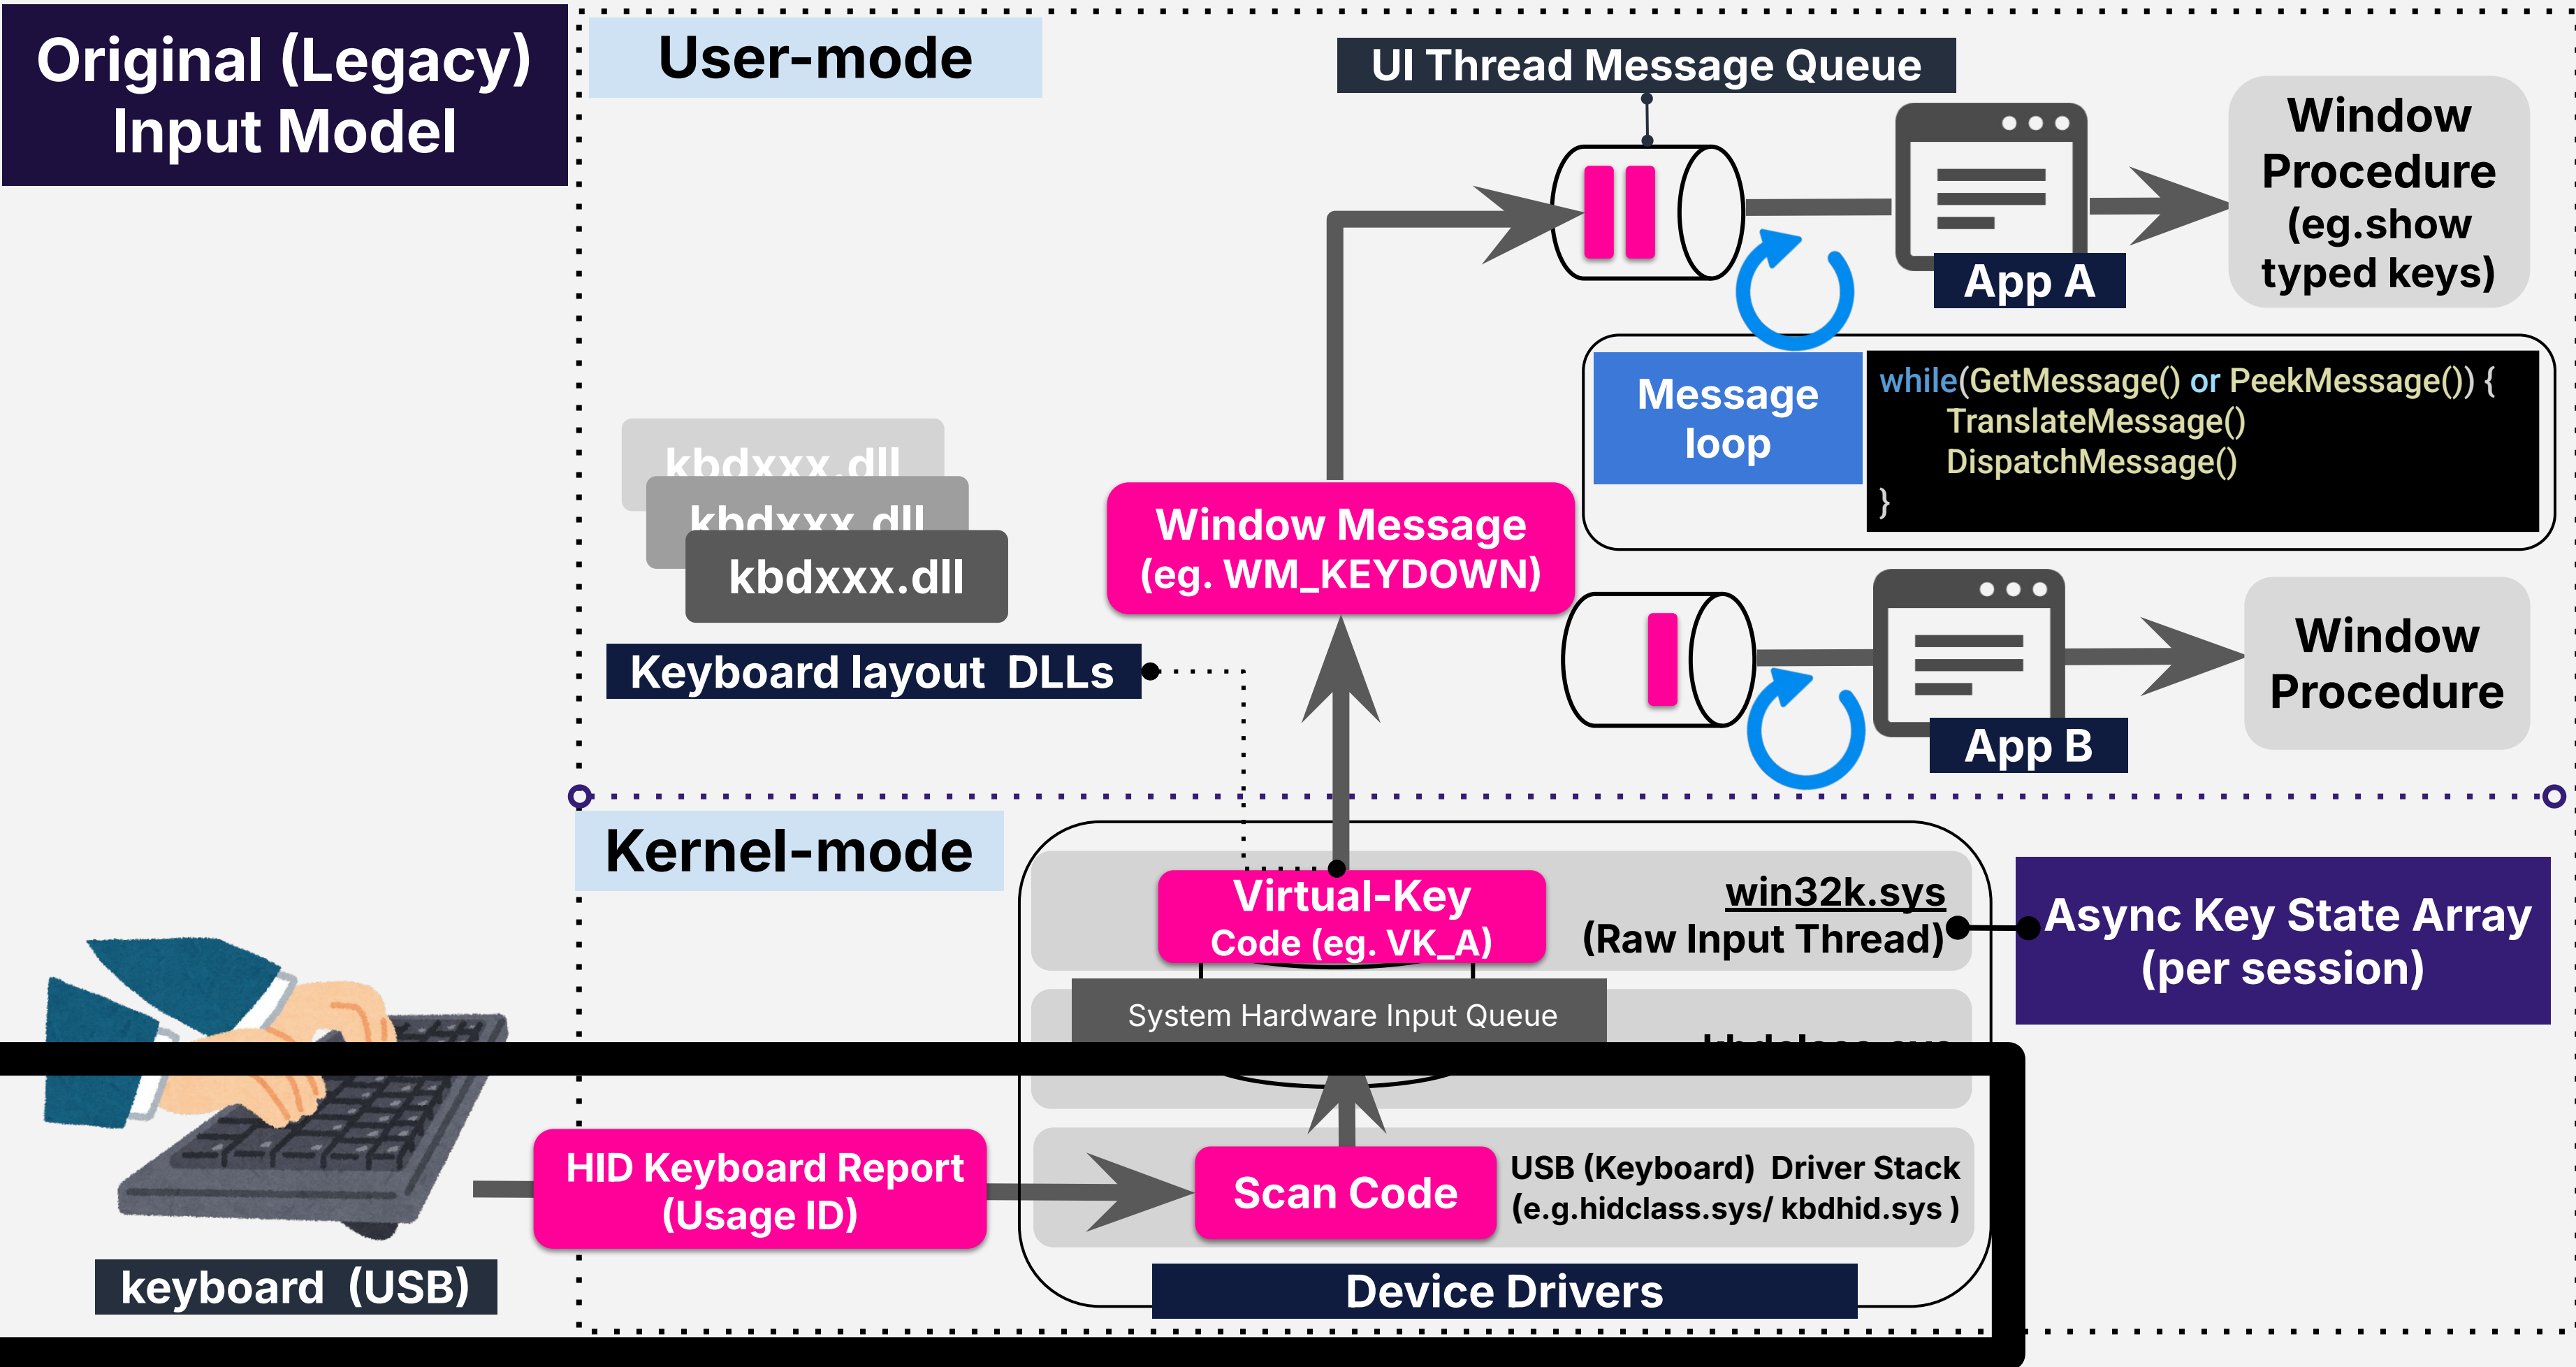 Original (Legacy)
Input Model
User-mode
UI Thread Message Queue
Window
Procedure
(eg.show
typed keys)
App A
Message
loop
while(GetMessage() or PeekMessage()) {
TranslateMessage()
DispatchMessage()
}
kbdxxx.dll
kbdxxx.dll
kbdxxx.dll
Keyboard layout DLLs
Window Message
(eg. WM_KEYDOWN)
Window
Procedure
App B
Kernel-mode
Virtual-Key
Code (eg. VK_A)
win32k.sys
(Raw Input Thread)
Async Key State Array
(per session)
System Hardware Input Queue
HID Keyboard Report
(Usage ID)
Scan Code
USB (Keyboard) Driver Stack
(e.g.hidclass.sys/ kbdhid.sys )
keyboard (USB)
Device Drivers